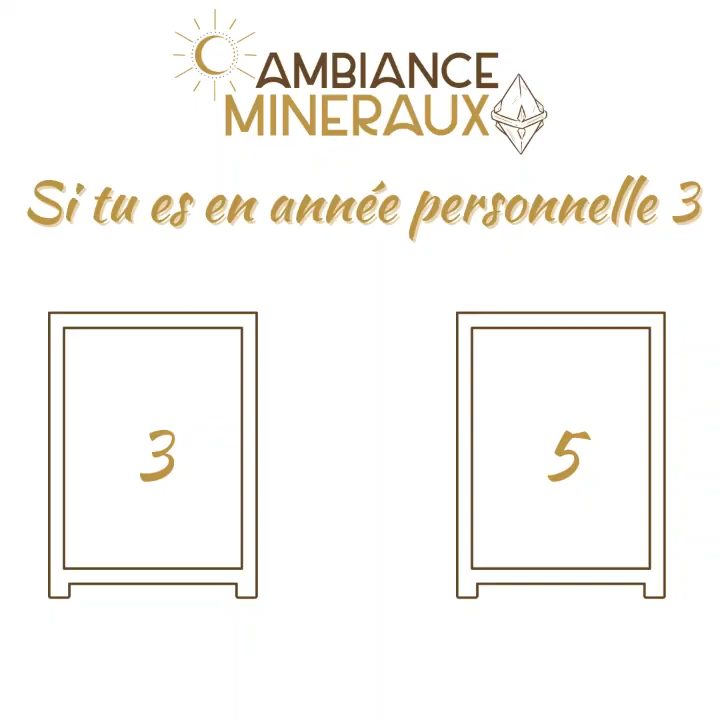 AMBIANCE
MINERAUX
Si tu es en année personnelle 3
3
5